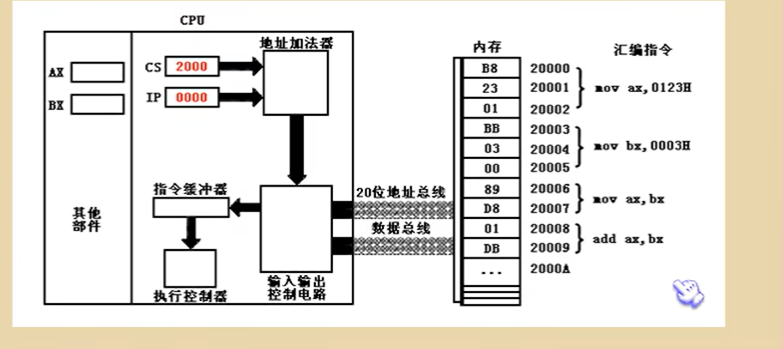 CPU
地址加法器
内存
汇编指令
AX
BX
CS 2000
IP 0000
B8 20000
23 20001
01 20002
mov ax,0123H
BB 20003
03 20004
00 20005
mov bx,0003H
89 20006
D8 20007
mov ax,bx
01 20008
DB 20009
add ax,bx
... 2000A
20位地址总线
数据总线
指令缓冲器
执行控制器
输入输出
控制电路
其他
部件